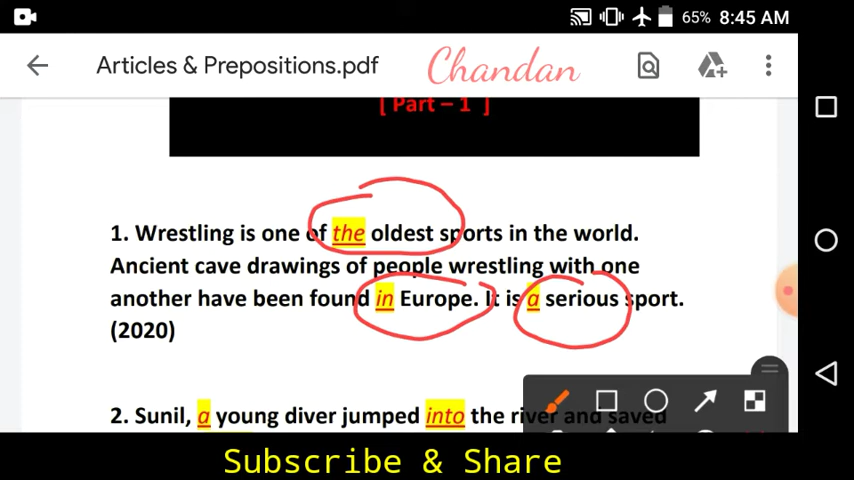 65% 8:45 AM
Articles & Prepositions.pdf Chandan
[ Part – 1 ]
1. Wrestling is one of the oldest sports in the world.
Ancient cave drawings of people wrestling with one
another have been found in Europe. It is a serious sport.
(2020)
2. Sunil, a young diver jumped into the river and saved
Subscribe & Share